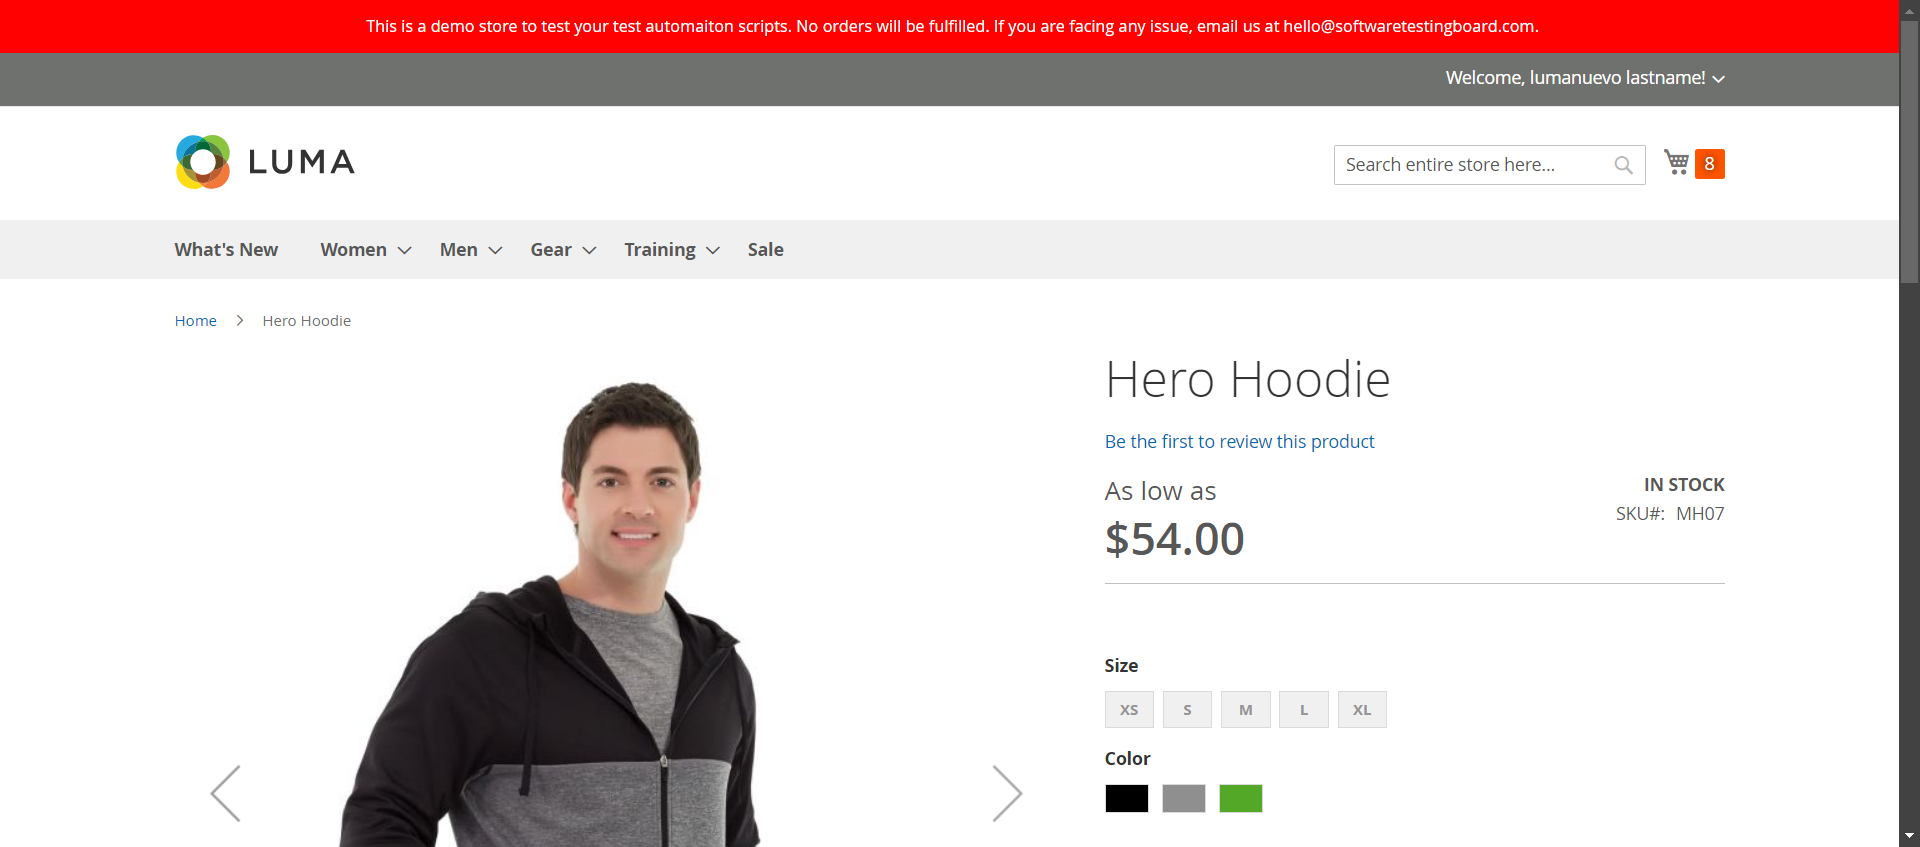 This is a demo store to test your test automaiton scripts. No orders will be fulfilled. If you are facing any issue, email us at hello@softwaretestingboard.com.
Welcome, lumanuevo lastname!
LUMA
Search entire store here...
8
What's New Women Men Gear Training Sale
Home Hero Hoodie
Hero Hoodie
Be the first to review this product
As low as
$54.00
IN STOCK
SKU#: MH07
Size
XS S M L XL
Color